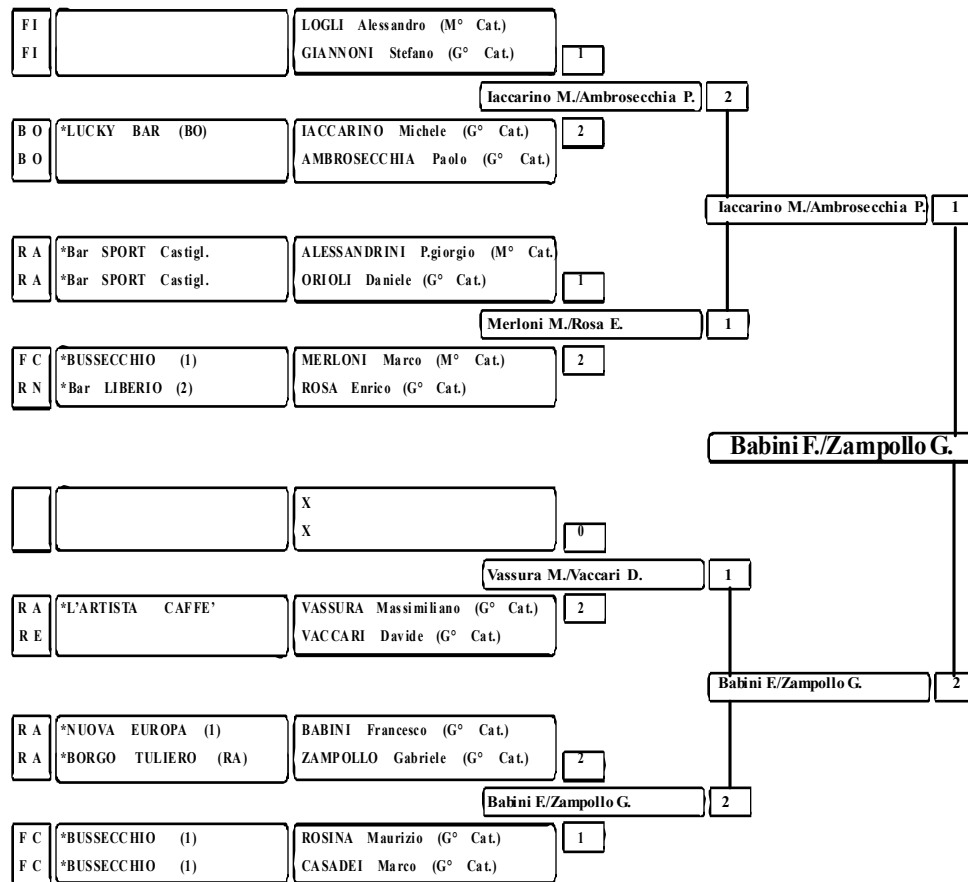 FI LOGLI Alessandro (M° Cat.)
FI GIANNONI Stefano (G° Cat.) 1
Iaccarino M./Ambrosecchia P. 2
BO *LUCKY BAR (BO) IACCARINO Michele (G° Cat.) 2
BO AMBROSECCHIA Paolo (G° Cat.)
Iaccarino M./Ambrosecchia P. 1
RA *Bar SPORT Castigl. ALESSANDRINI P.giorgio (M° Cat.
RA *Bar SPORT Castigl. ORIOLI Daniele (G° Cat.) 1
Merloni M./Rosa E. 1
FC *BUSSECCHIO (1) MERLONI Marco (M° Cat.) 2
RN *Bar LIBERIO (2) ROSA Enrico (G° Cat.)
Babini F./Zampollo G.
X
X 0
Vassura M./Vaccari D. 1
RA *L'ARTISTA CAFFE' VASSURA Massimiliano (G° Cat.) 2
RE VACCARI Davide (G° Cat.)
Babini F./Zampollo G. 2
RA *NUOVA EUROPA (1) BABINI Francesco (G° Cat.)
RA *BORGO TULIERO (RA) ZAMPOLLO Gabriele (G° Cat.) 2
Babini F./Zampollo G. 2
FC *BUSSECCHIO (1) ROSINA Maurizio (G° Cat.) 1
FC *BUSSECCHIO (1) CASADEI Marco (G° Cat.)